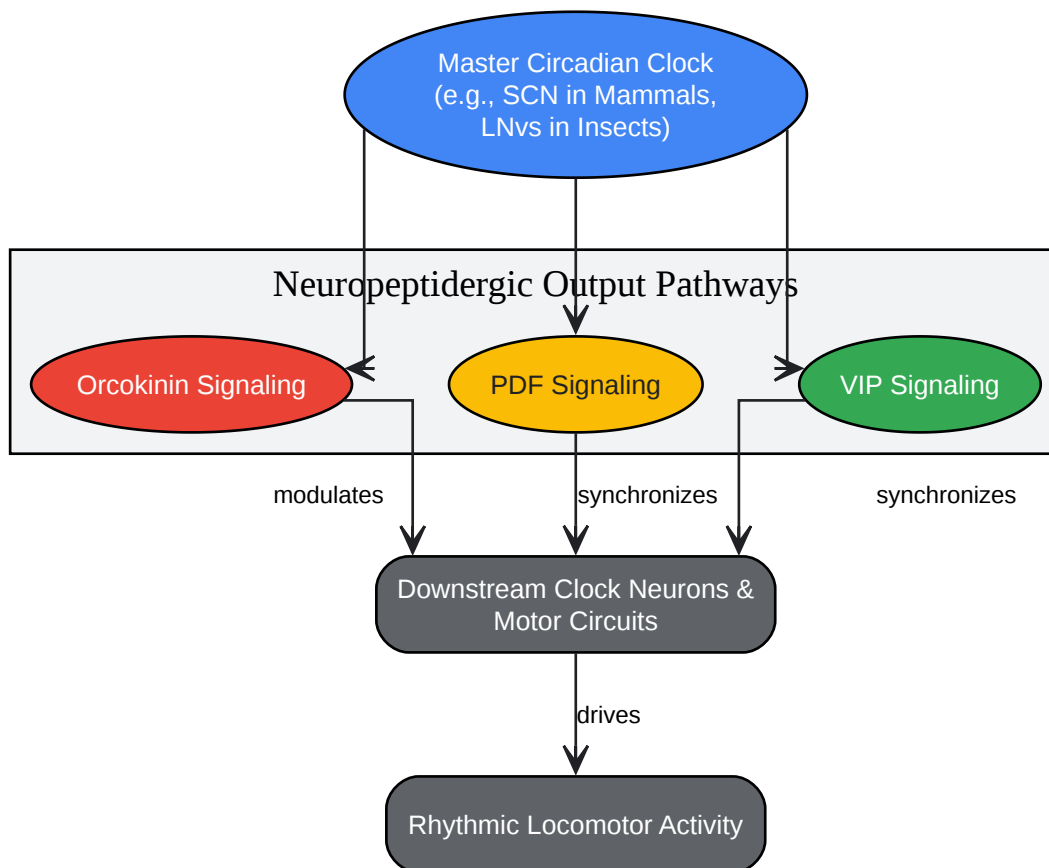 Master Circadian Clock
(e.g., SCN in Mammals,
LNvs in Insects)
Neuropeptidergic Output Pathways
Orcokinin Signaling
PDF Signaling
VIP Signaling
modulates
synchronizes
synchronizes
Downstream Clock Neurons &
Motor Circuits
drives
Rhythmic Locomotor Activity